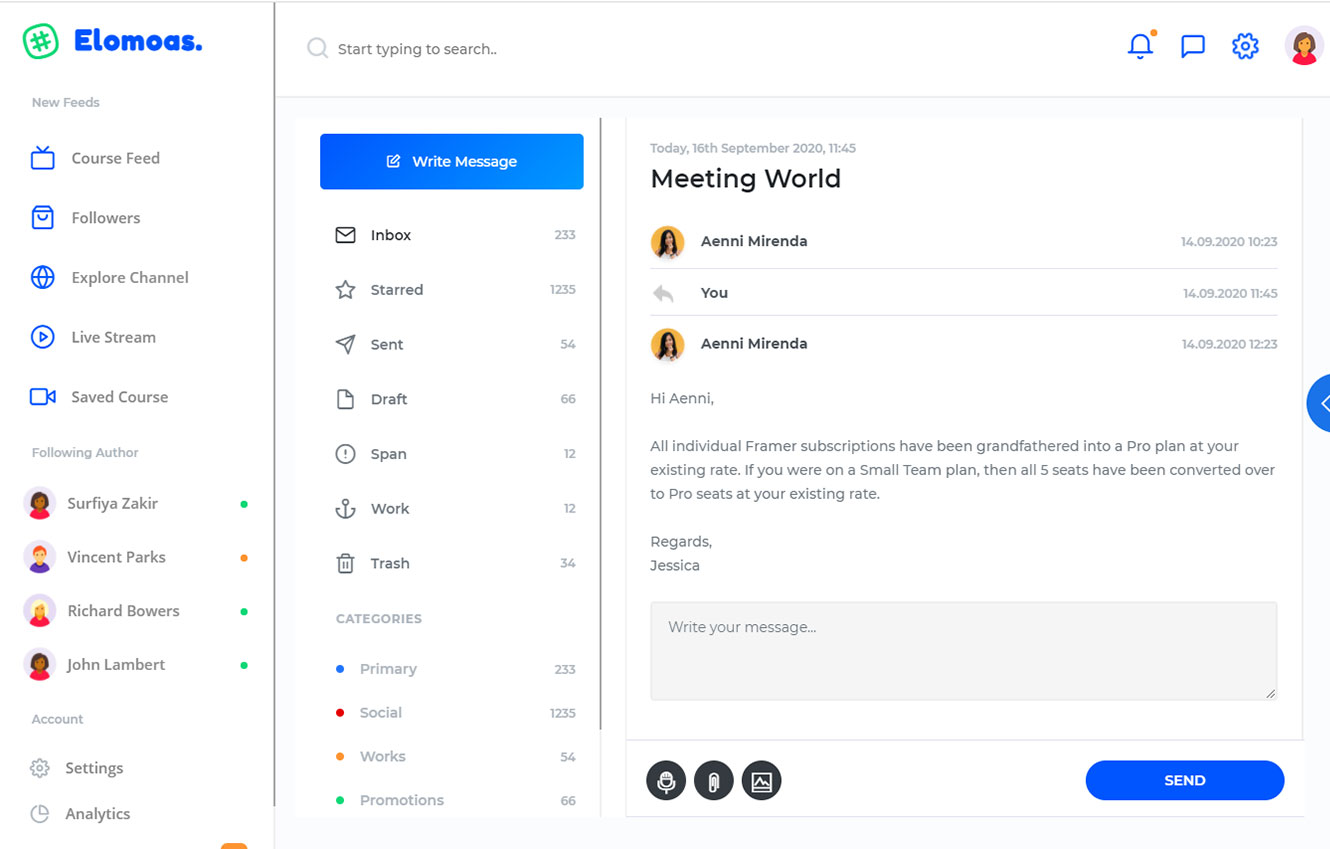 Elomoas.
Start typing to search..
New Feeds
Course Feed
Followers
Explore Channel
Live Stream
Saved Course
Following Author
Surfiya Zakir
Vincent Parks
Richard Bowers
John Lambert
Account
Settings
Analytics
Write Message
Inbox 233
Starred 1235
Sent 54
Draft 66
Span 12
Work 12
Trash 34
CATEGORIES
Primary 233
Social 1235
Works 54
Promotions 66
Today, 16th September 2020, 11:45
Meeting World
Aenni Mirenda 14.09.2020 10:23
You 14.09.2020 11:45
Aenni Mirenda 14.09.2020 12:23
Hi Aenni,
All individual Framer subscriptions have been grandfathered into a Pro plan at your
existing rate. If you were on a Small Team plan, then all 5 seats have been converted over
to Pro seats at your existing rate.
Regards,
Jessica
Write your message...
SEND